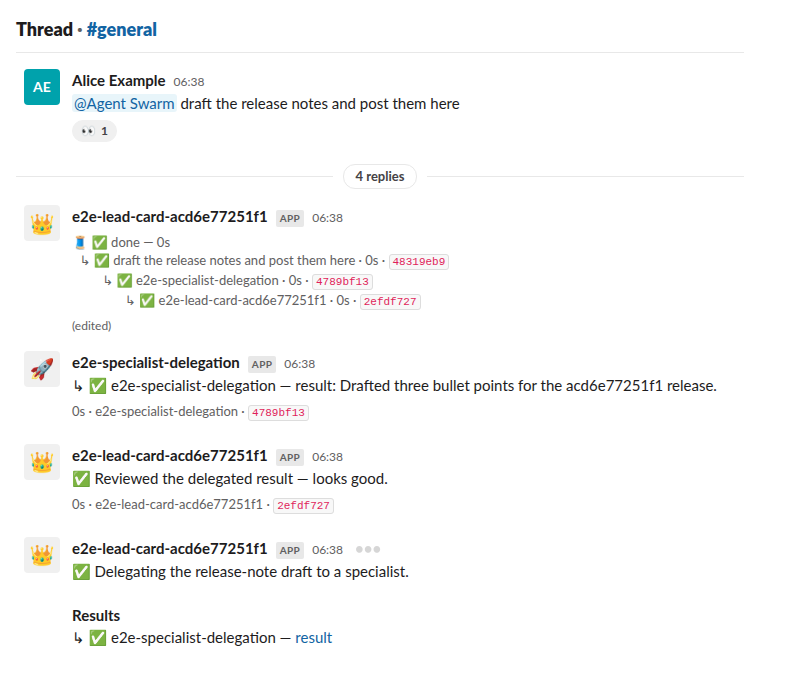 Thread • #general
AE
Alice Example 06:38
@Agent Swarm draft the release notes and post them here
👀 1
4 replies
e2e-lead-card-acd6e77251f1 APP 06:38
🧵 ✅ done — 0s
↳ ✅ draft the release notes and post them here · 0s · 48319eb9
↳ ✅ e2e-specialist-delegation · 0s · 4789bf13
↳ ✅ e2e-lead-card-acd6e77251f1 · 0s · 2efdf727
(edited)
e2e-specialist-delegation APP 06:38
↳ ✅ e2e-specialist-delegation — result: Drafted three bullet points for the acd6e77251f1 release.
0s · e2e-specialist-delegation · 4789bf13
e2e-lead-card-acd6e77251f1 APP 06:38
✅ Reviewed the delegated result — looks good.
0s · e2e-lead-card-acd6e77251f1 · 2efdf727
e2e-lead-card-acd6e77251f1 APP 06:38
✅ Delegating the release-note draft to a specialist.
Results
↳ ✅ e2e-specialist-delegation — result